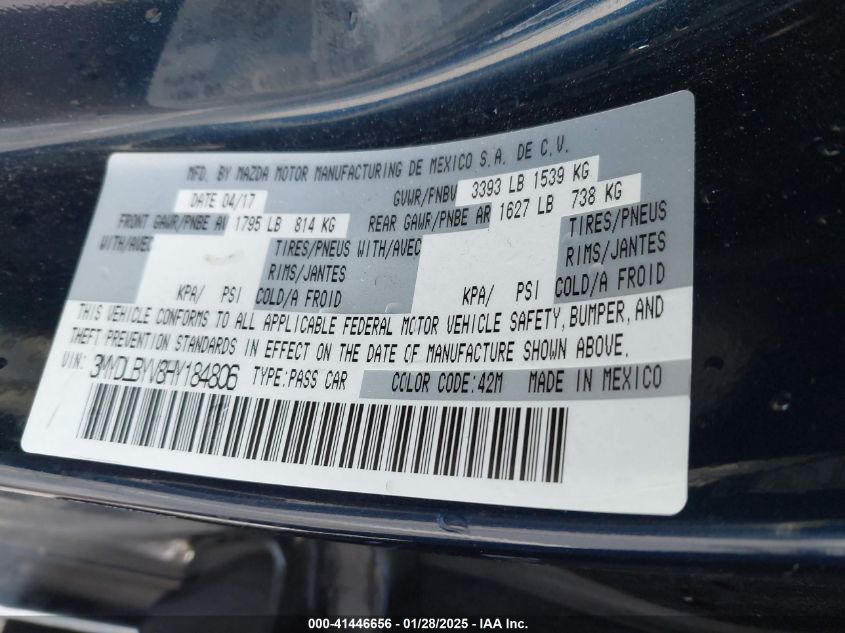 MFD. BY MAZDA MOTOR MANUFACTURING DE MEXICO S.A. DE C.V.
DATE 04/17 GVWR/PNBV 3393 LB 1539 KG
FRONT GAWR/PNBE AV 1795 LB 814 KG REAR GAWR/PNBE AR 1627 LB 738 KG
WITH/AVEC TIRES/PNEUS WITH/AVEC TIRES/PNEUS
RIMS/JANTES RIMS/JANTES
KPA/ PSI COLD/A FROID KPA/ PSI COLD/A FROID
THIS VEHICLE CONFORMS TO ALL APPLICABLE FEDERAL MOTOR VEHICLE SAFETY, BUMPER, AND
THEFT PREVENTION STANDARDS IN EFFECT ON THE DATE OF MANUFACTURE SHOWN ABOVE.
VIN: 3MYDLBYV8HY184806 TYPE:PASS CAR COLOR CODE:42M MADE IN MEXICO
000-41446656 - 01/28/2025 - IAA Inc.